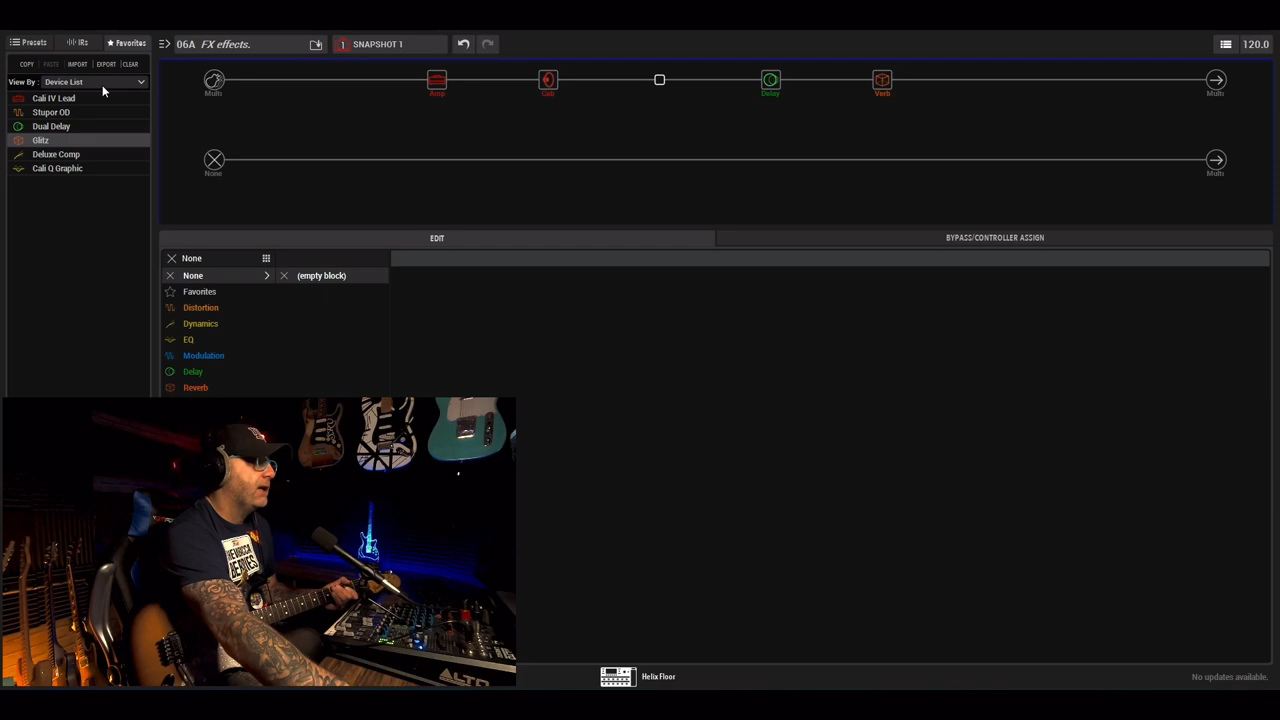 Presets
IRs
Favorites
06A FX effects.
1 SNAPSHOT 1
120.0
COPY PASTE IMPORT EXPORT CLEAR
View By : Device List
Cali IV Lead
Stupor OD
Dual Delay
Glitz
Deluxe Comp
Cali Q Graphic
Multi
Amp
Cab
Delay
Verb
Multi
None
Multi
EDIT
BYPASS/CONTROLLER ASSIGN
None
None
(empty block)
Favorites
Distortion
Dynamics
EQ
Modulation
Delay
Reverb
ALTO
Helix Floor
No updates available.